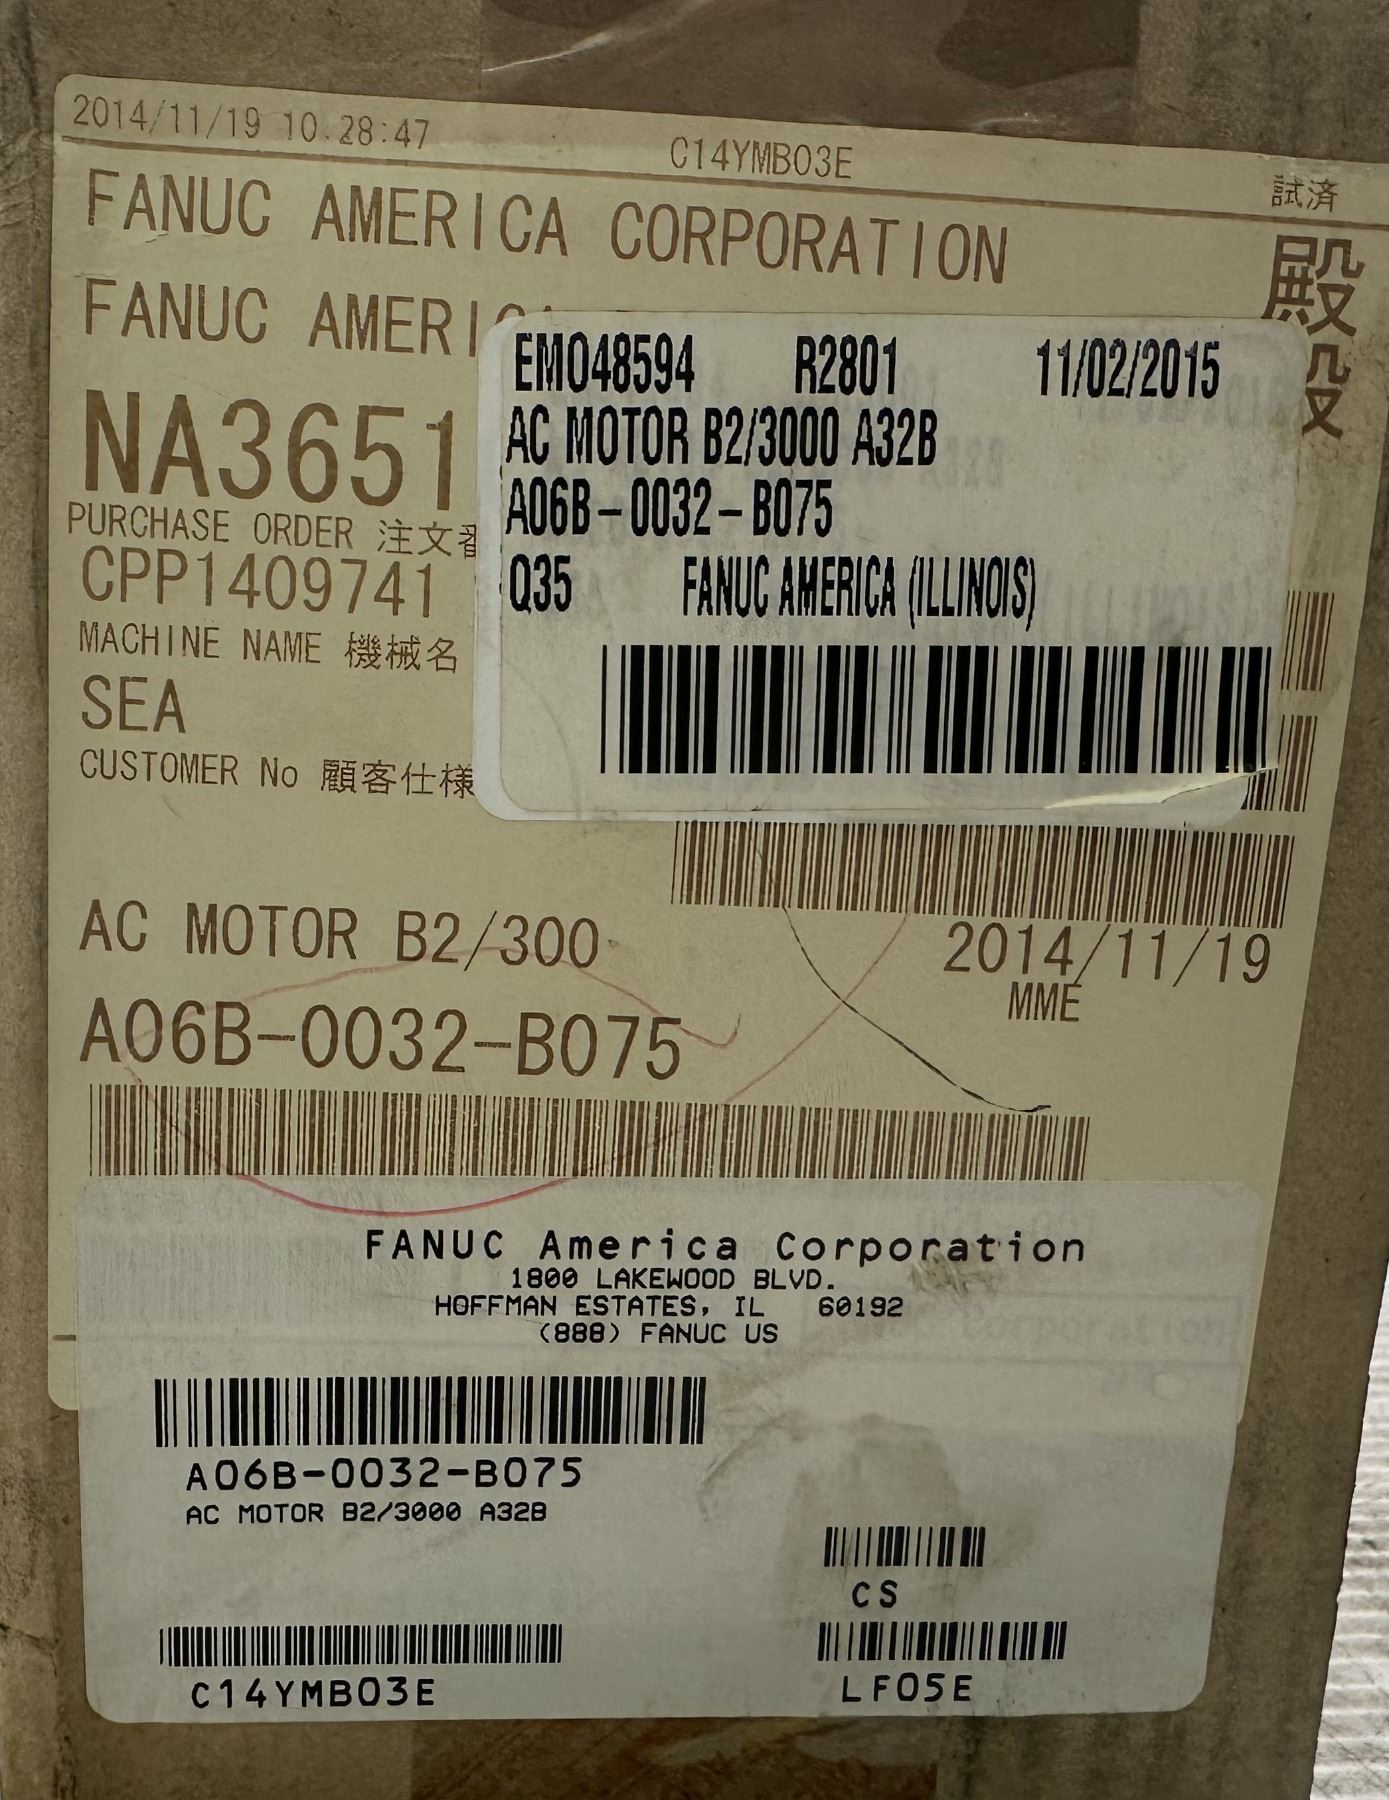 2014/11/19 10:28:47
C14YMB03E
試済
FANUC AMERICA CORPORATION
殿
FANUC AMERICA
殿
EM048594 R2801 11/02/2015
AC MOTOR B2/3000 A32B
A06B-0032-B075
Q35 FANUC AMERICA (ILLINOIS)
NA3651
PURCHASE ORDER 注文番
CPP1409741
MACHINE NAME 機械名
SEA
CUSTOMER No 顧客仕様
AC MOTOR B2/300
2014/11/19
MME
A06B-0032-B075
FANUC America Corporation
1800 LAKEWOOD BLVD.
HOFFMAN ESTATES, IL 60192
(888) FANUC US
A06B-0032-B075
AC MOTOR B2/3000 A32B
CS
C14YMB03E
LF05E